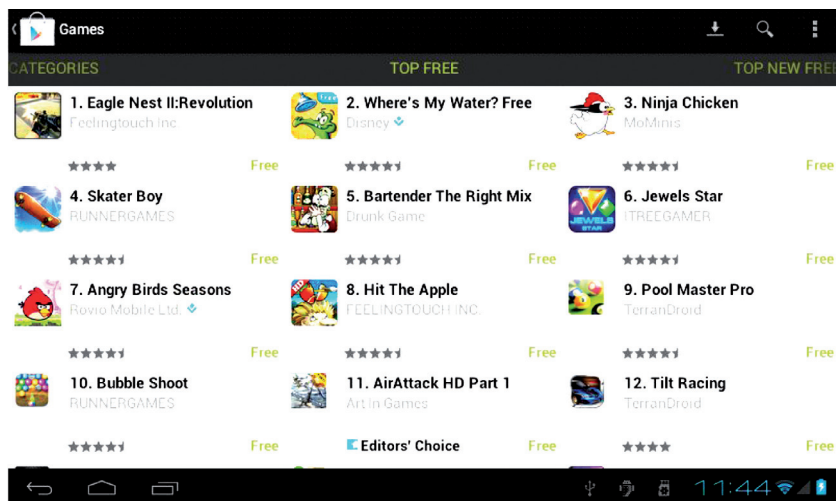 Games
CATEGORIES TOP FREE TOP NEW FREE
1. Eagle Nest II:Revolution
Feelingtouch Inc
Free
2. Where's My Water? Free
Disney
Free
3. Ninja Chicken
MoMinis
Free
4. Skater Boy
RUNNERGAMES
Free
5. Bartender The Right Mix
Drunk Game
Free
6. Jewels Star
ITREEGAMER
Free
7. Angry Birds Seasons
Rovio Mobile Ltd.
Free
8. Hit The Apple
FEELINGTOUCH INC.
Free
9. Pool Master Pro
TerranDroid
Free
10. Bubble Shoot
RUNNERGAMES
Free
11. AirAttack HD Part 1
Art In Games
Editors' Choice Free
12. Tilt Racing
TerranDroid
Free
JEWELS
STAR
HD
11:44